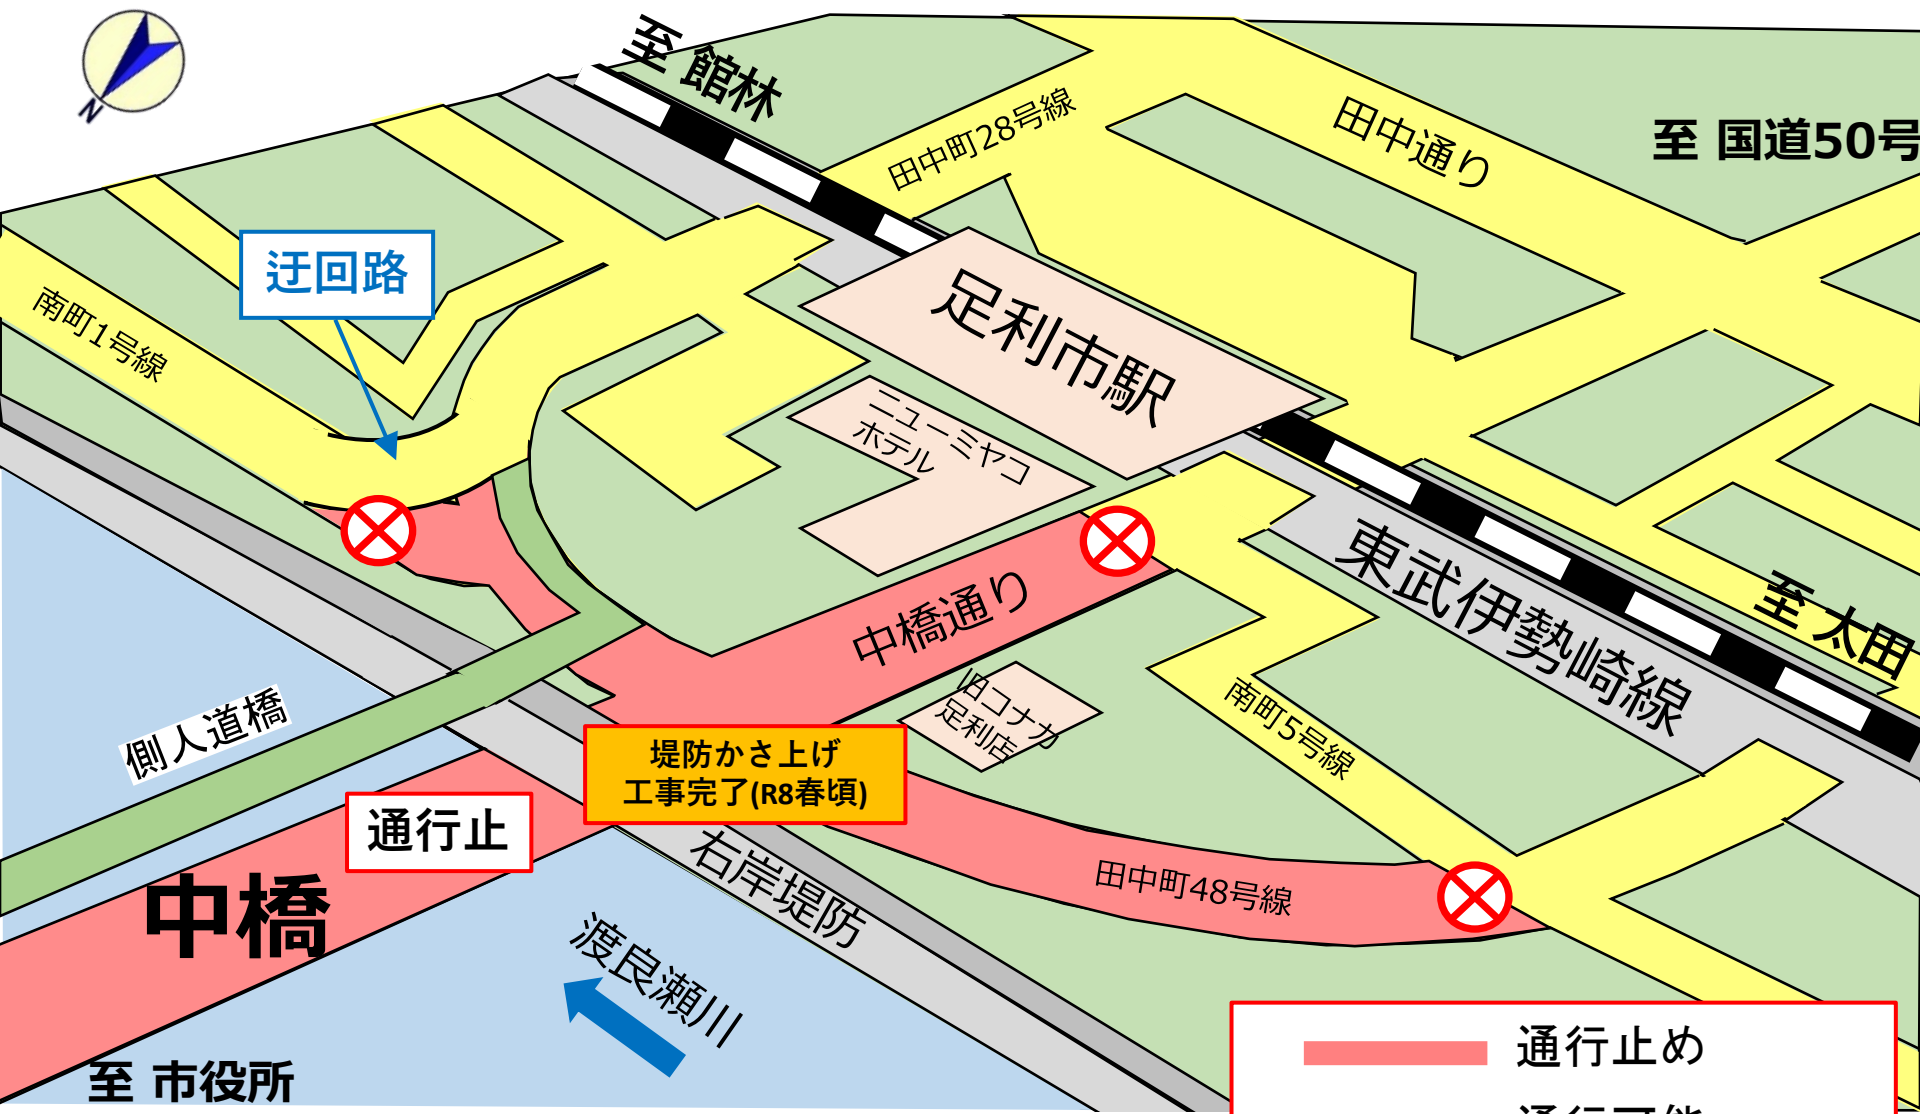 N
至 館林
田中町28号線
田中通り
至 国道50号
迂回路
南町1号線
足利市駅
ニューミヤコ
ホテル
東武伊勢崎線
至 太田
中橋通り
旧コナカ
足利店
南町5号線
側人道橋
堤防かさ上げ
工事完了(R8春頃)
通行止
中橋
右岸堤防
田中町48号線
渡良瀬川
至 市役所
通行止め
通行可能